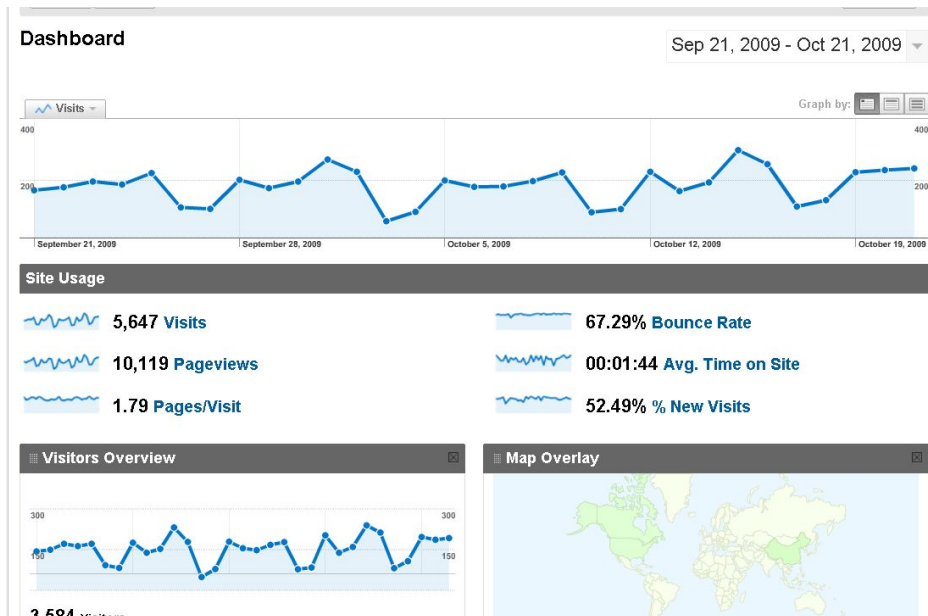 Dashboard
Sep 21, 2009 - Oct 21, 2009
Visits
Graph by:
400
400
200
200
September 21, 2009
September 28, 2009
October 5, 2009
October 12, 2009
October 19, 2009
Site Usage
5,647 Visits
67.29% Bounce Rate
10,119 Pageviews
00:01:44 Avg. Time on Site
1.79 Pages/Visit
52.49% % New Visits
Visitors Overview
Map Overlay
300
300
150
150
3,584 Visitors